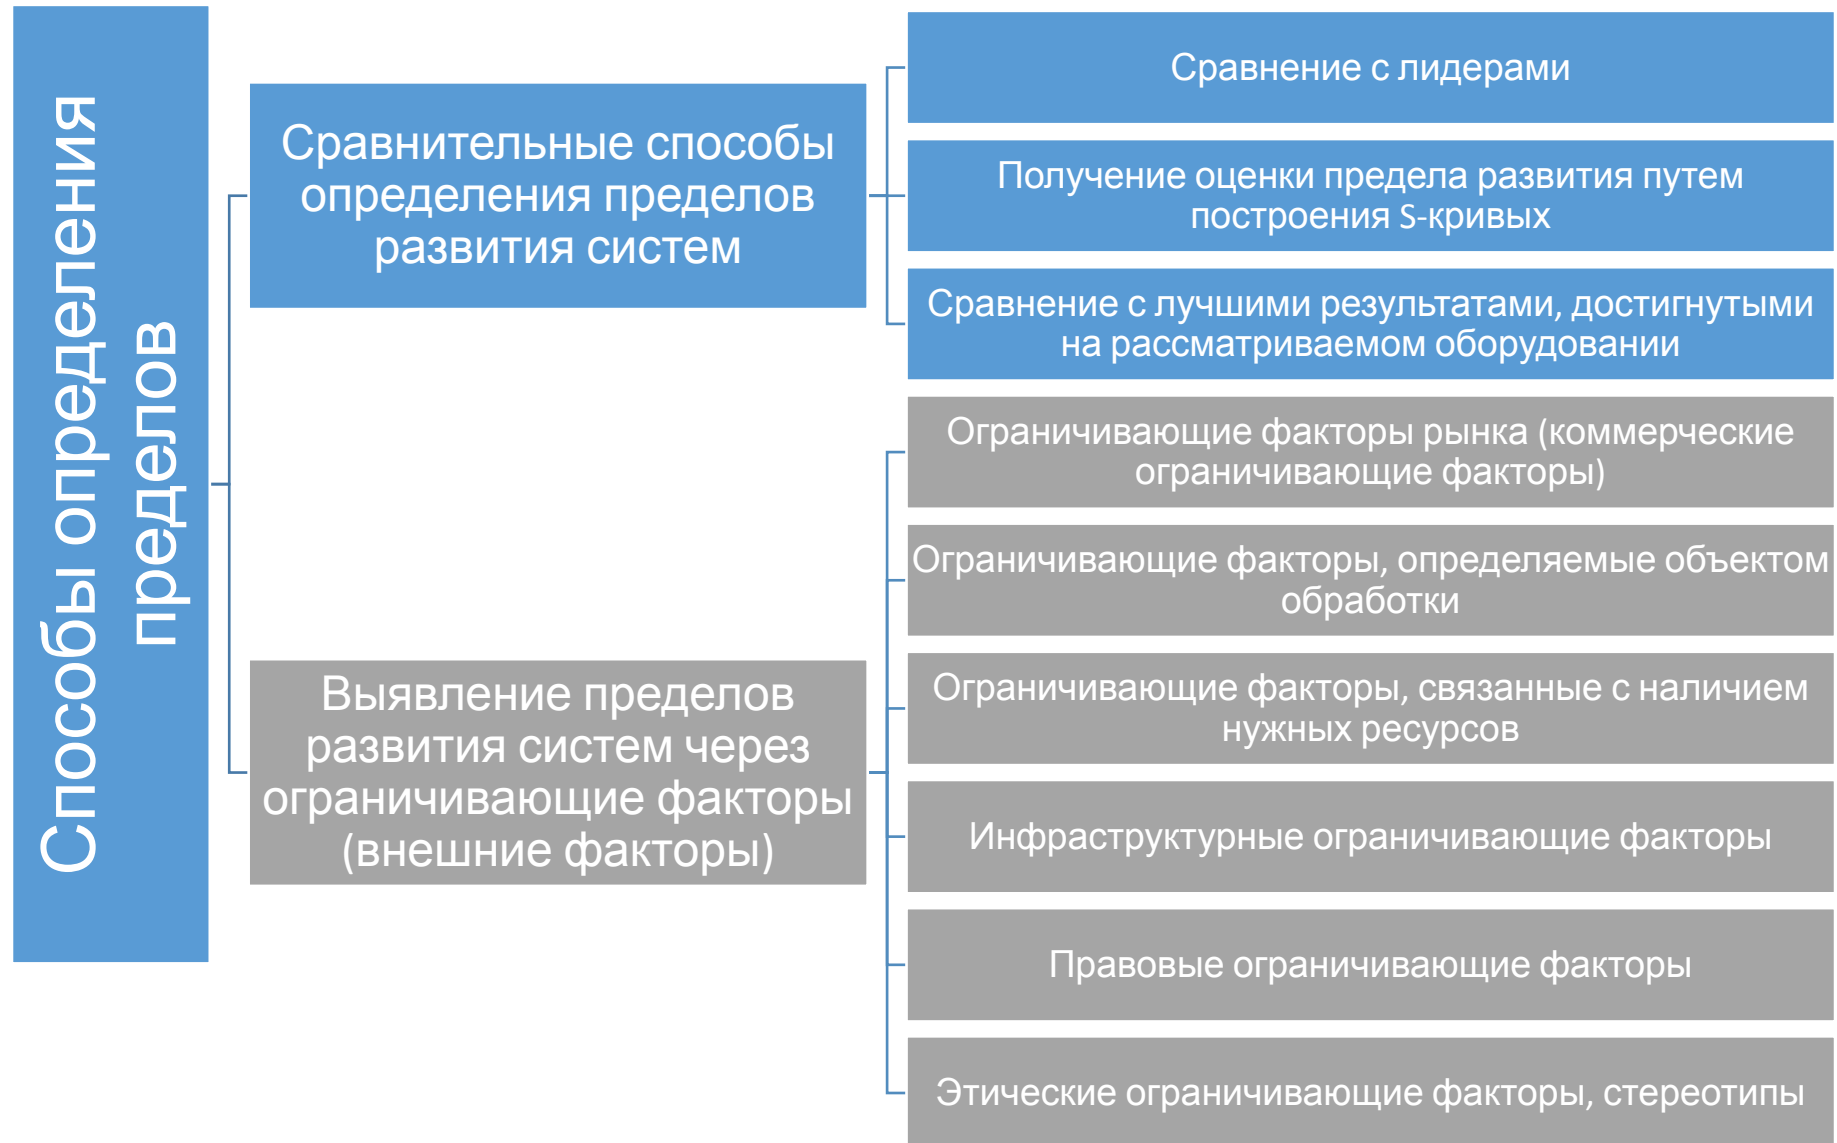 Способы определения
пределов
Сравнительные способы
определения пределов
развития систем
Сравнение с лидерами
Получение оценки предела развития путем
построения S-кривых
Сравнение с лучшими результатами, достигнутыми
на рассматриваемом оборудовании
Выявление пределов
развития систем через
ограничивающие факторы
(внешние факторы)
Ограничивающие факторы рынка (коммерческие
ограничивающие факторы)
Ограничивающие факторы, определяемые объектом
обработки
Ограничивающие факторы, связанные с наличием
нужных ресурсов
Инфраструктурные ограничивающие факторы
Правовые ограничивающие факторы
Этические ограничивающие факторы, стереотипы